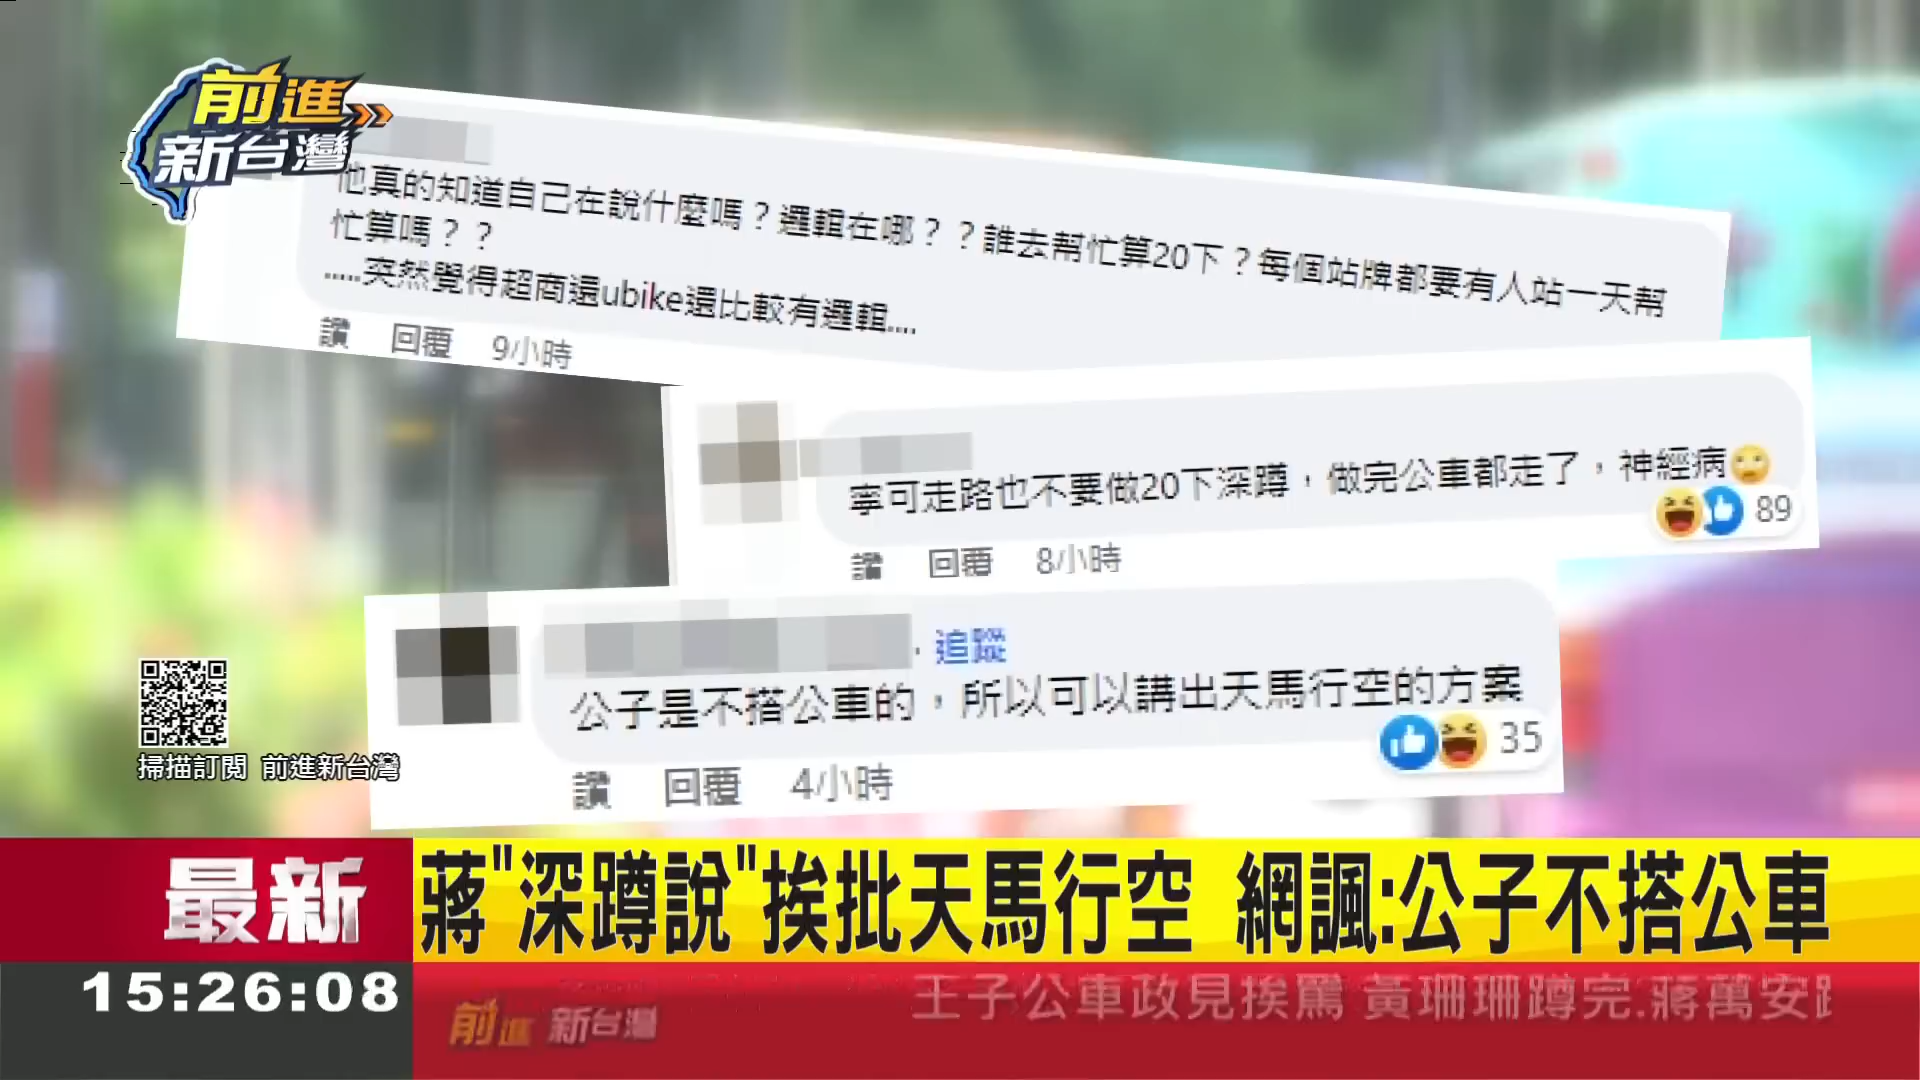 前進
新台灣
他真的知道自己在說什麼嗎？邏輯在哪？？誰去幫忙算20下？每個站牌都要有人站一天幫
忙算嗎？？
.....突然覺得超商還ubike還比較有邏輯....
讚 回覆 9小時
寧可走路也不要做20下深蹲，做完公車都走了，神經病
89
讚 回覆 8小時
· 追蹤
公子是不搭公車的，所以可以講出天馬行空的方案
35
讚 回覆 4小時
掃描訂閱 前進新台灣
最新
蔣"深蹲說"挨批天馬行空 網諷:公子不搭公車
15:26:08
前進 新台灣
王子公車政見挨罵 黃珊珊蹲完.蔣萬安